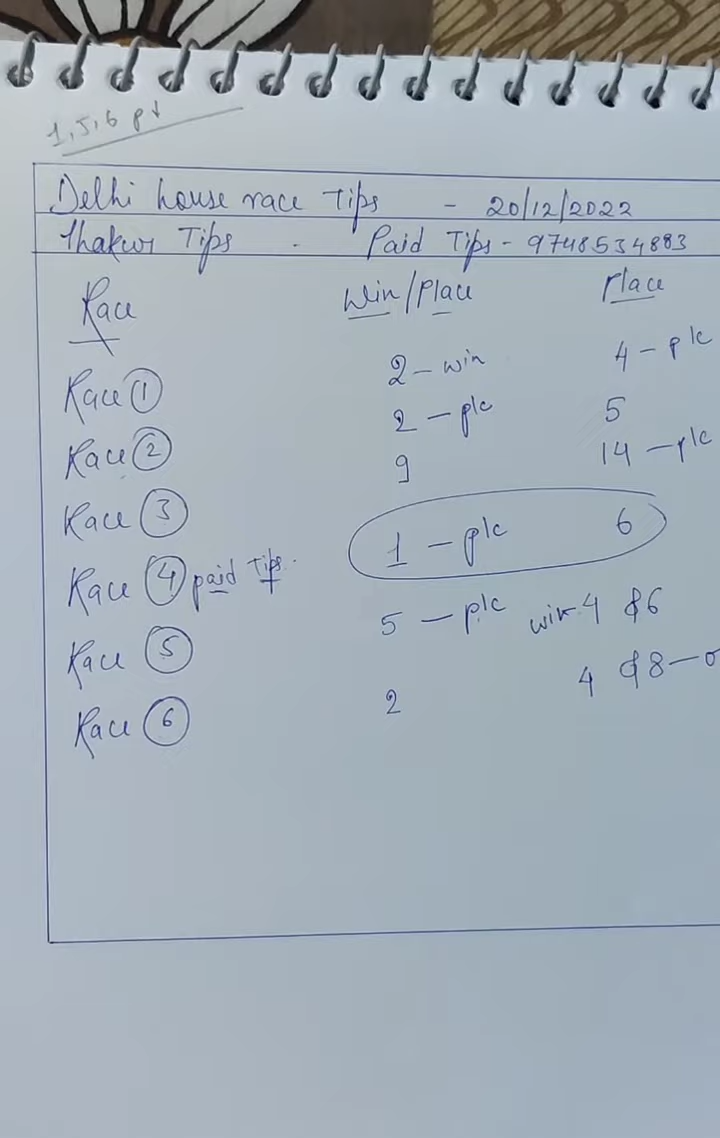 1,5,6 pt
Delhi house race Tips - 20/12/2022
Thakur Tips - Paid Tips - 9748534883
Race Win/Place Place
Race 1 2 - win 4 - plc
Race 2 2 - plc 5
Race 3 9 14 - plc
Race 4 paid Tips. 1 - plc 6
Race 5 5 - plc win 4 &6
Race 6 2 4 &8 -